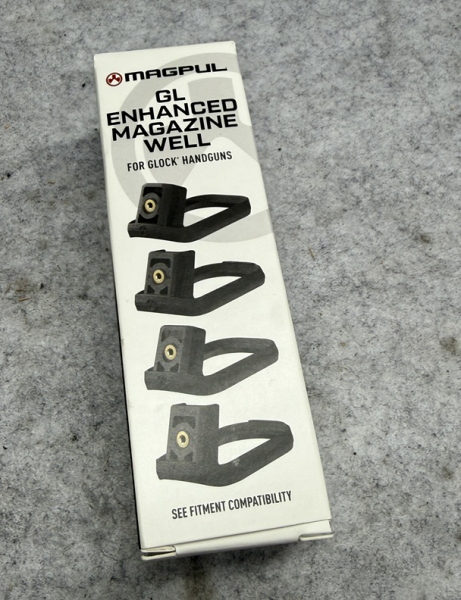 MAGPUL
GL
ENHANCED
MAGAZINE
WELL
FOR GLOCK' HANDGUNS
SEE FITMENT COMPATIBILITY